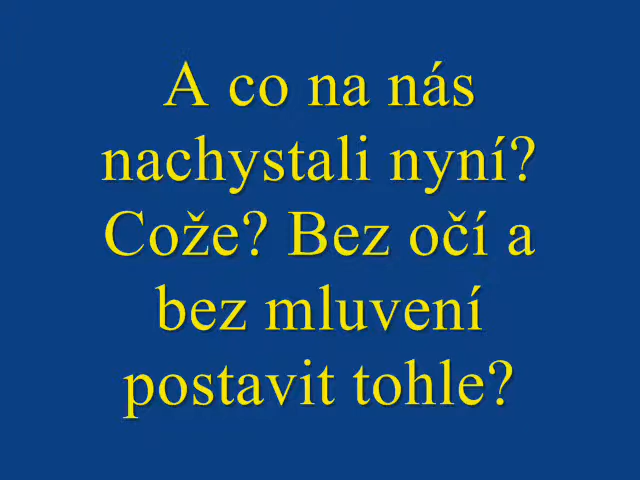 A co na nás
nachystali nyní?
Cože? Bez očí a
bez mluvení
postavit tohle?